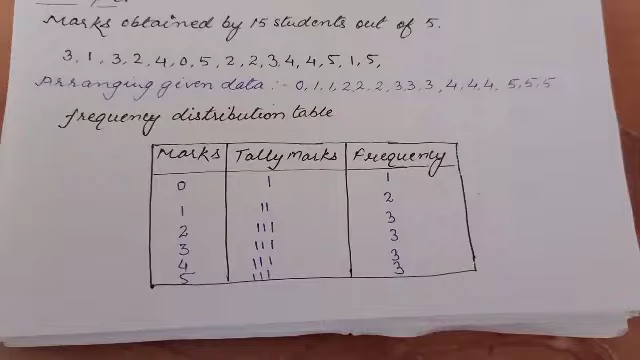 Marks obtained by 15 students out of 5.
3, 1, 3, 2, 4, 0, 5, 2, 2, 3, 4, 4, 5, 1, 5,
Arranging given data :- 0, 1, 1, 2, 2, 2, 3, 3, 3, 4, 4, 4, 5, 5, 5
frequency distribution table
Marks Tally marks Frequency
0 | 1
1 || 2
2 ||| 3
3 ||| 3
4 ||| 3
5 ||| 3